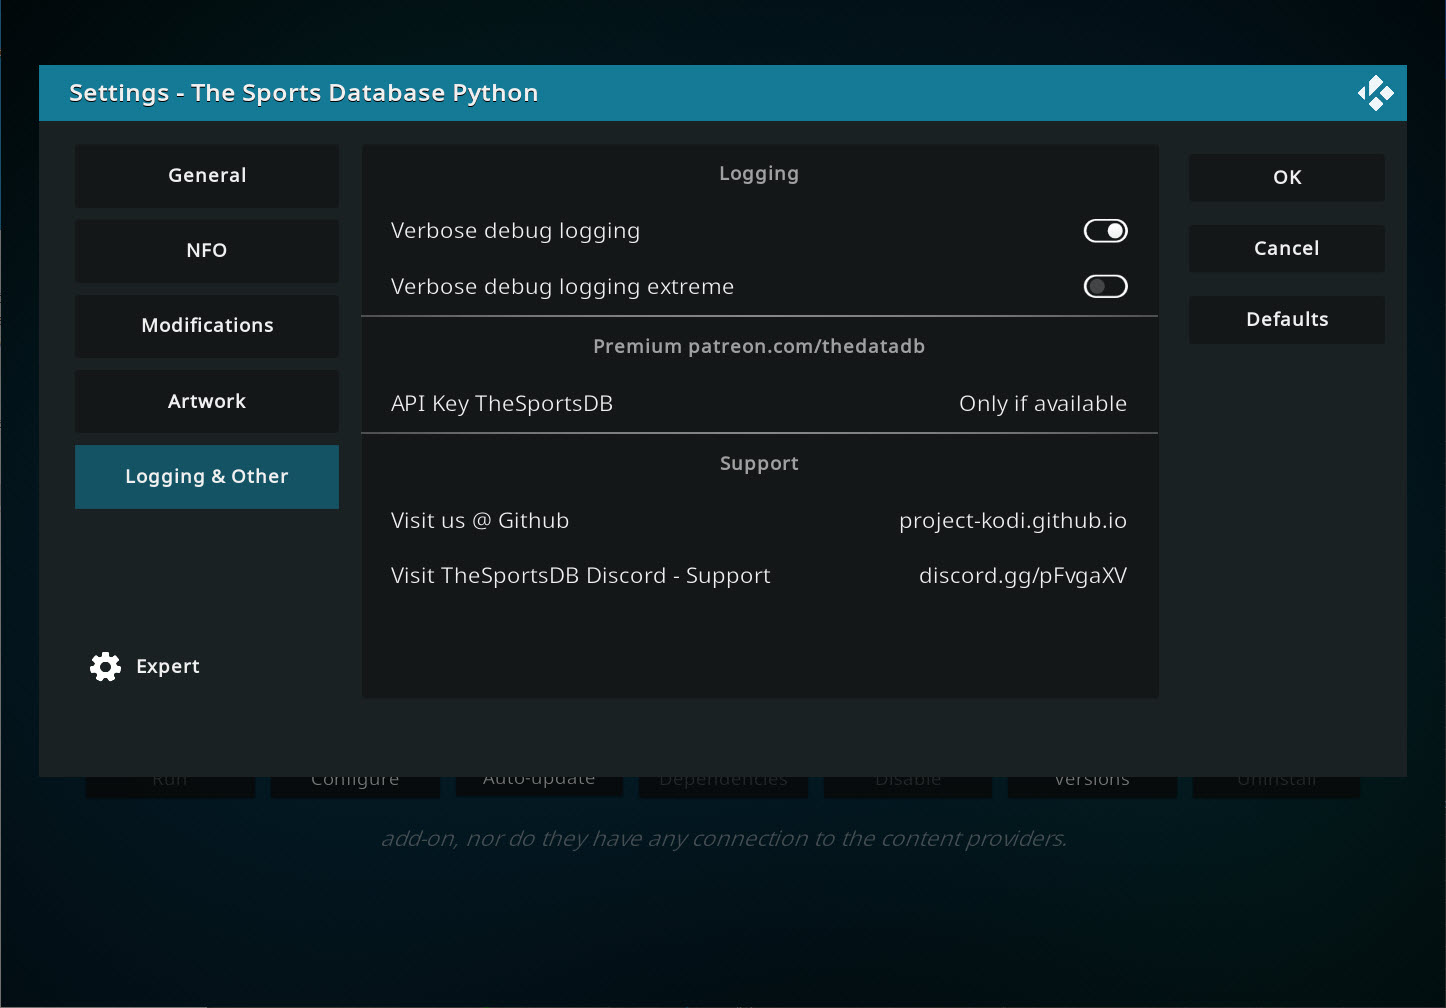 Settings - The Sports Database Python
General
NFO
Modifications
Artwork
Logging & Other
Expert
Logging
Verbose debug logging
Verbose debug logging extreme
Premium patreon.com/thedatadb
API Key TheSportsDB Only if available
Support
Visit us @ Github project-kodi.github.io
Visit TheSportsDB Discord - Support discord.gg/pFvgaXV
OK
Cancel
Defaults
Run Configure Auto-update Dependencies Disable Versions Uninstall
add-on, nor do they have any connection to the content providers.